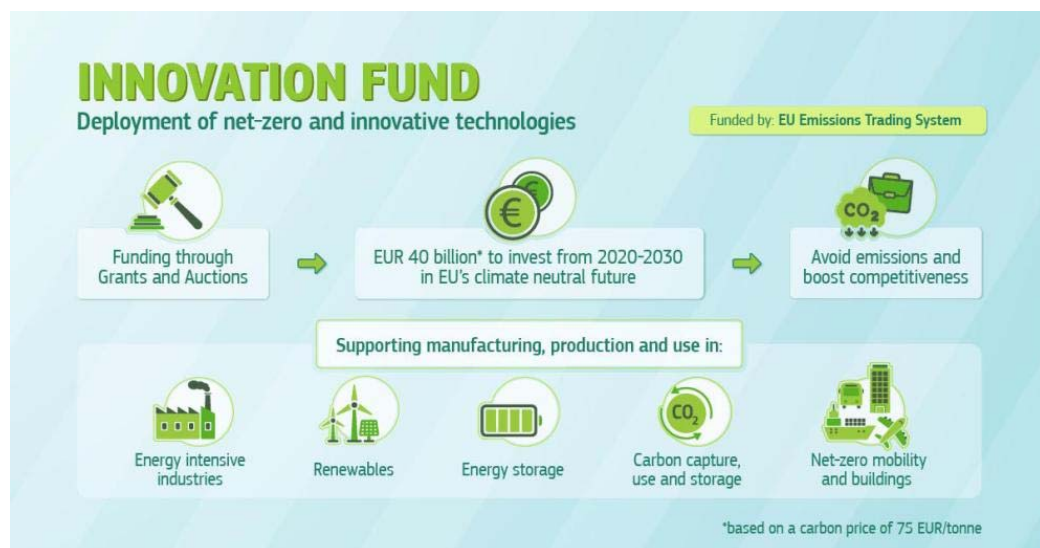 INNOVATION FUND
Deployment of net-zero and innovative technologies
Funded by: EU Emissions Trading System
Funding through
Grants and Auctions
€
€
EUR 40 billion* to invest from 2020-2030
in EU's climate neutral future
CO₂
Avoid emissions and
boost competitiveness
Supporting manufacturing, production and use in:
Energy intensive
industries
Renewables
Energy storage
CO₂
Carbon capture,
use and storage
Net-zero mobility
and buildings
*based on a carbon price of 75 EUR/tonne